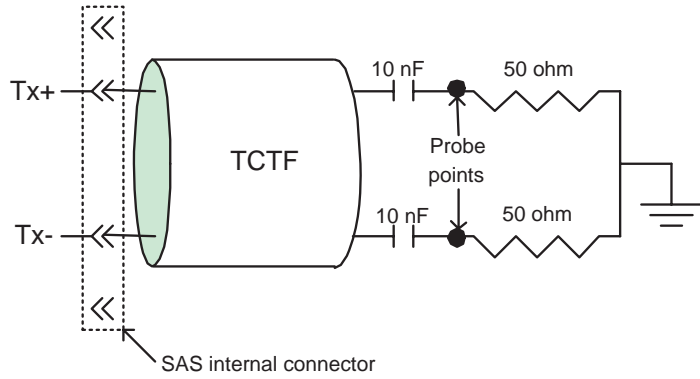 10 nF
50 ohm
Tx+
TCTF
Probe
points
10 nF
50 ohm
Tx-
SAS internal connector